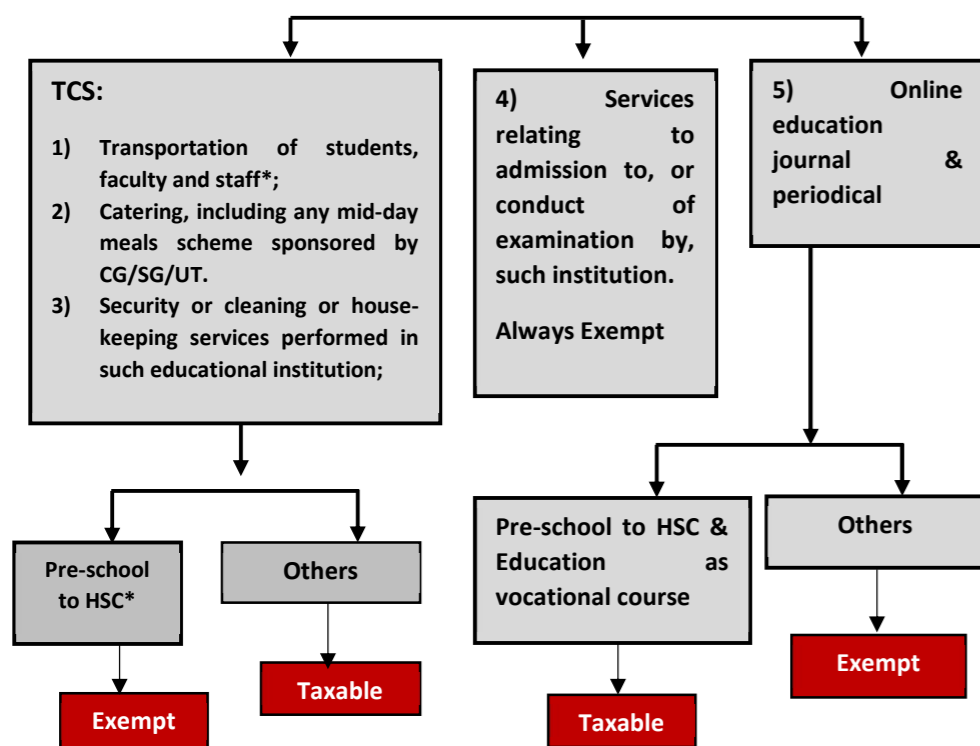 TCS:
1) Transportation of students,
faculty and staff*;
2) Catering, including any mid-day
meals scheme sponsored by
CG/SG/UT.
3) Security or cleaning or house-
keeping services performed in
such educational institution;
4) Services
relating to
admission to, or
conduct of
examination by,
such institution.
Always Exempt
5) Online
education
journal &
periodical
Pre-school
to HSC*
Others
Exempt
Taxable
Pre-school to HSC &
Education as
vocational course
Others
Taxable
Exempt